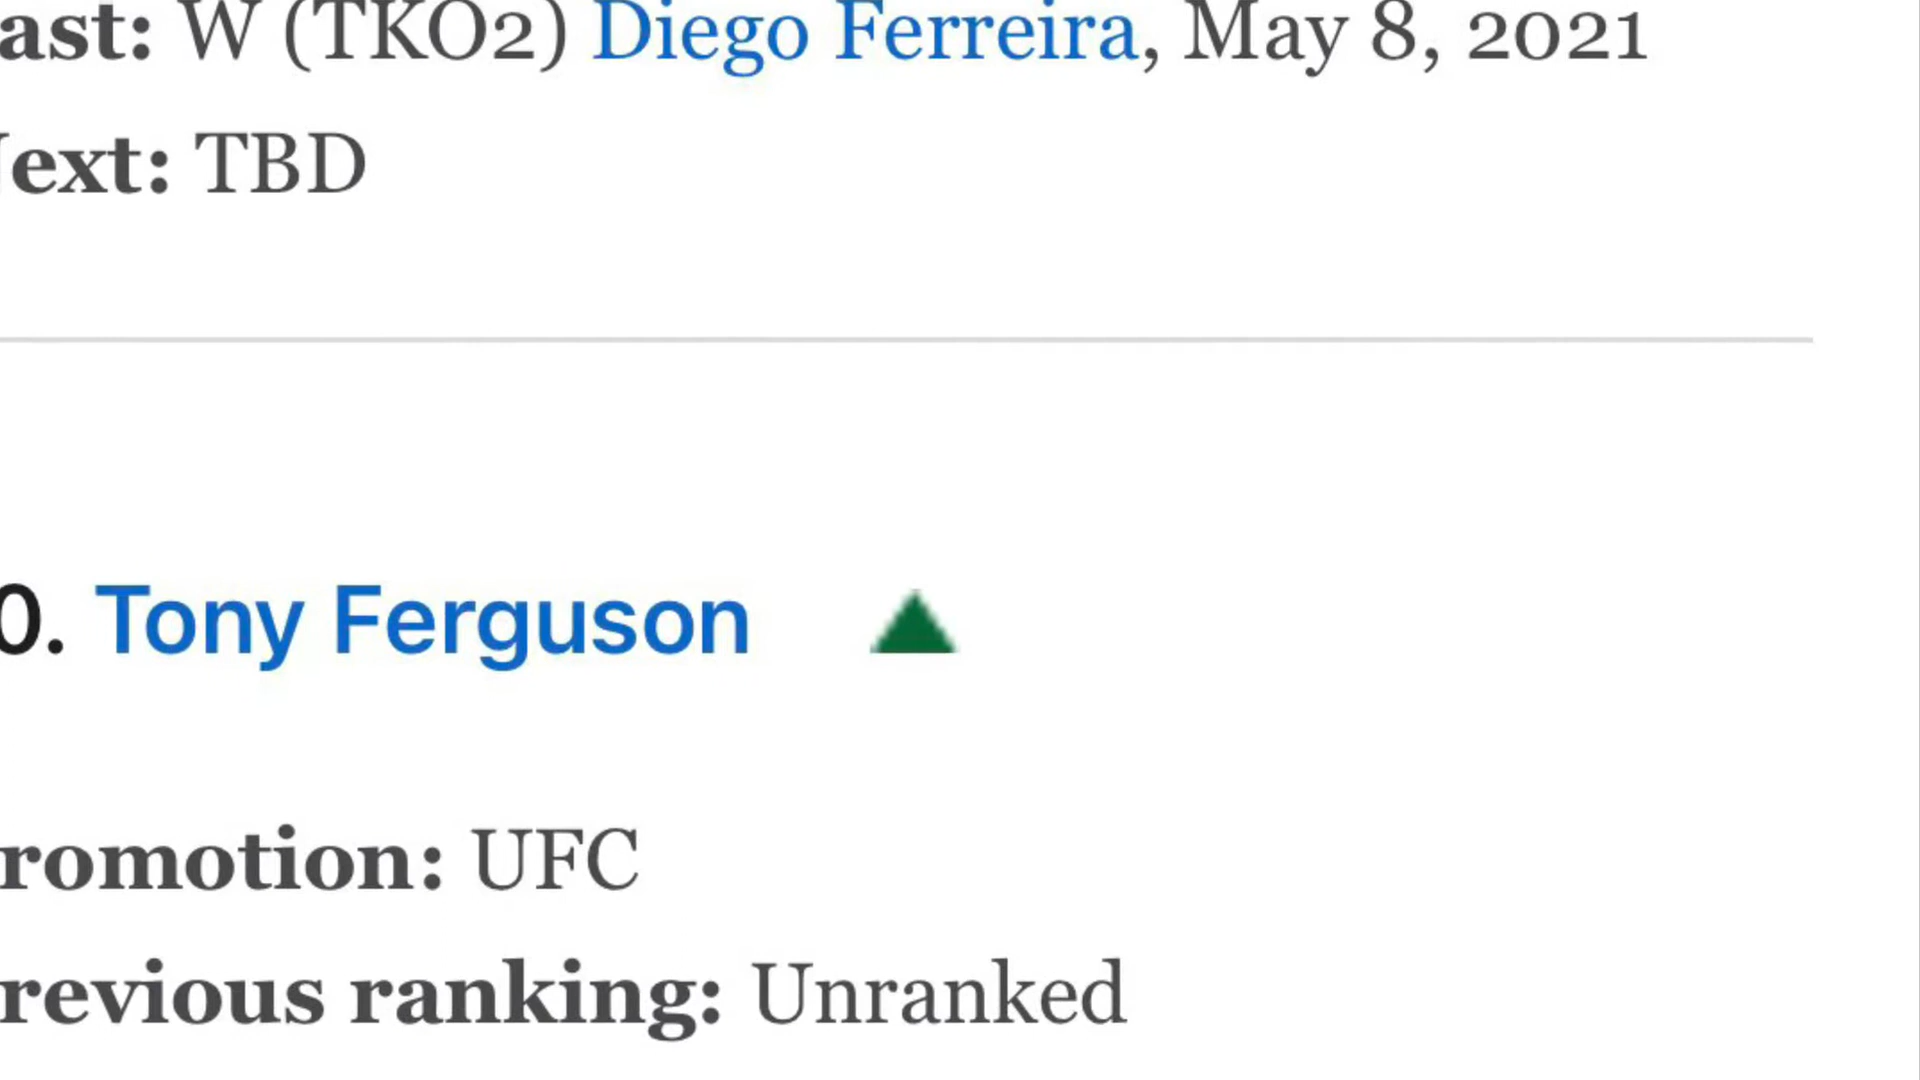 ast: W (TKO2) Diego Ferreira, May 8, 2021
ext: TBD
0. Tony Ferguson
romotion: UFC
revious ranking: Unranked